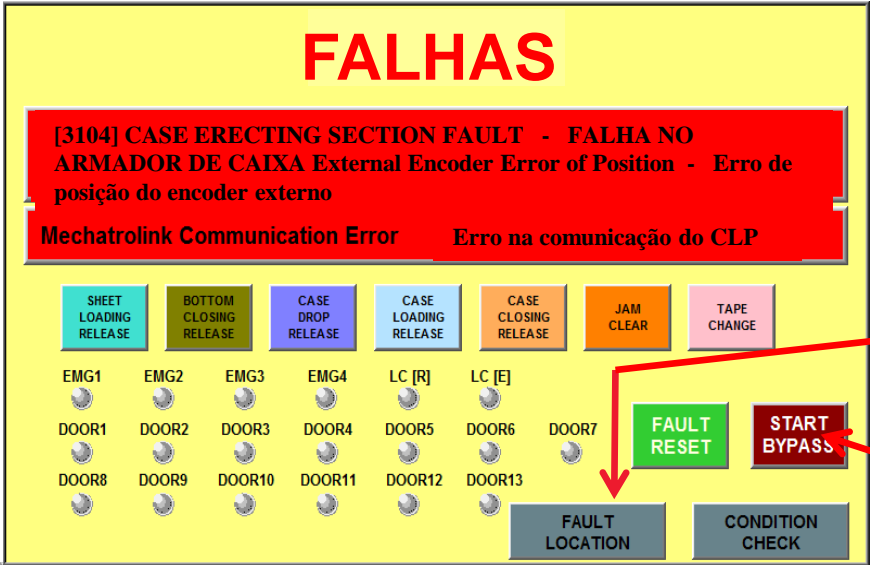 FALHAS
[3104] CASE ERECTING SECTION FAULT - FALHA NO
ARMADOR DE CAIXA External Encoder Error of Position - Erro de
posição do encoder externo
Mechatrolink Communication Error Erro na comunicação do CLP
SHEET
LOADING
RELEASE
BOTTOM
CLOSING
RELEASE
CASE
DROP
RELEASE
CASE
LOADING
RELEASE
CASE
CLOSING
RELEASE
JAM
CLEAR
TAPE
CHANGE
EMG1 EMG2 EMG3 EMG4 LC [R] LC [E]
DOOR1 DOOR2 DOOR3 DOOR4 DOOR5 DOOR6 DOOR7
FAULT
RESET
START
BYPASS
DOOR8 DOOR9 DOOR10 DOOR11 DOOR12 DOOR13
FAULT
LOCATION
CONDITION
CHECK